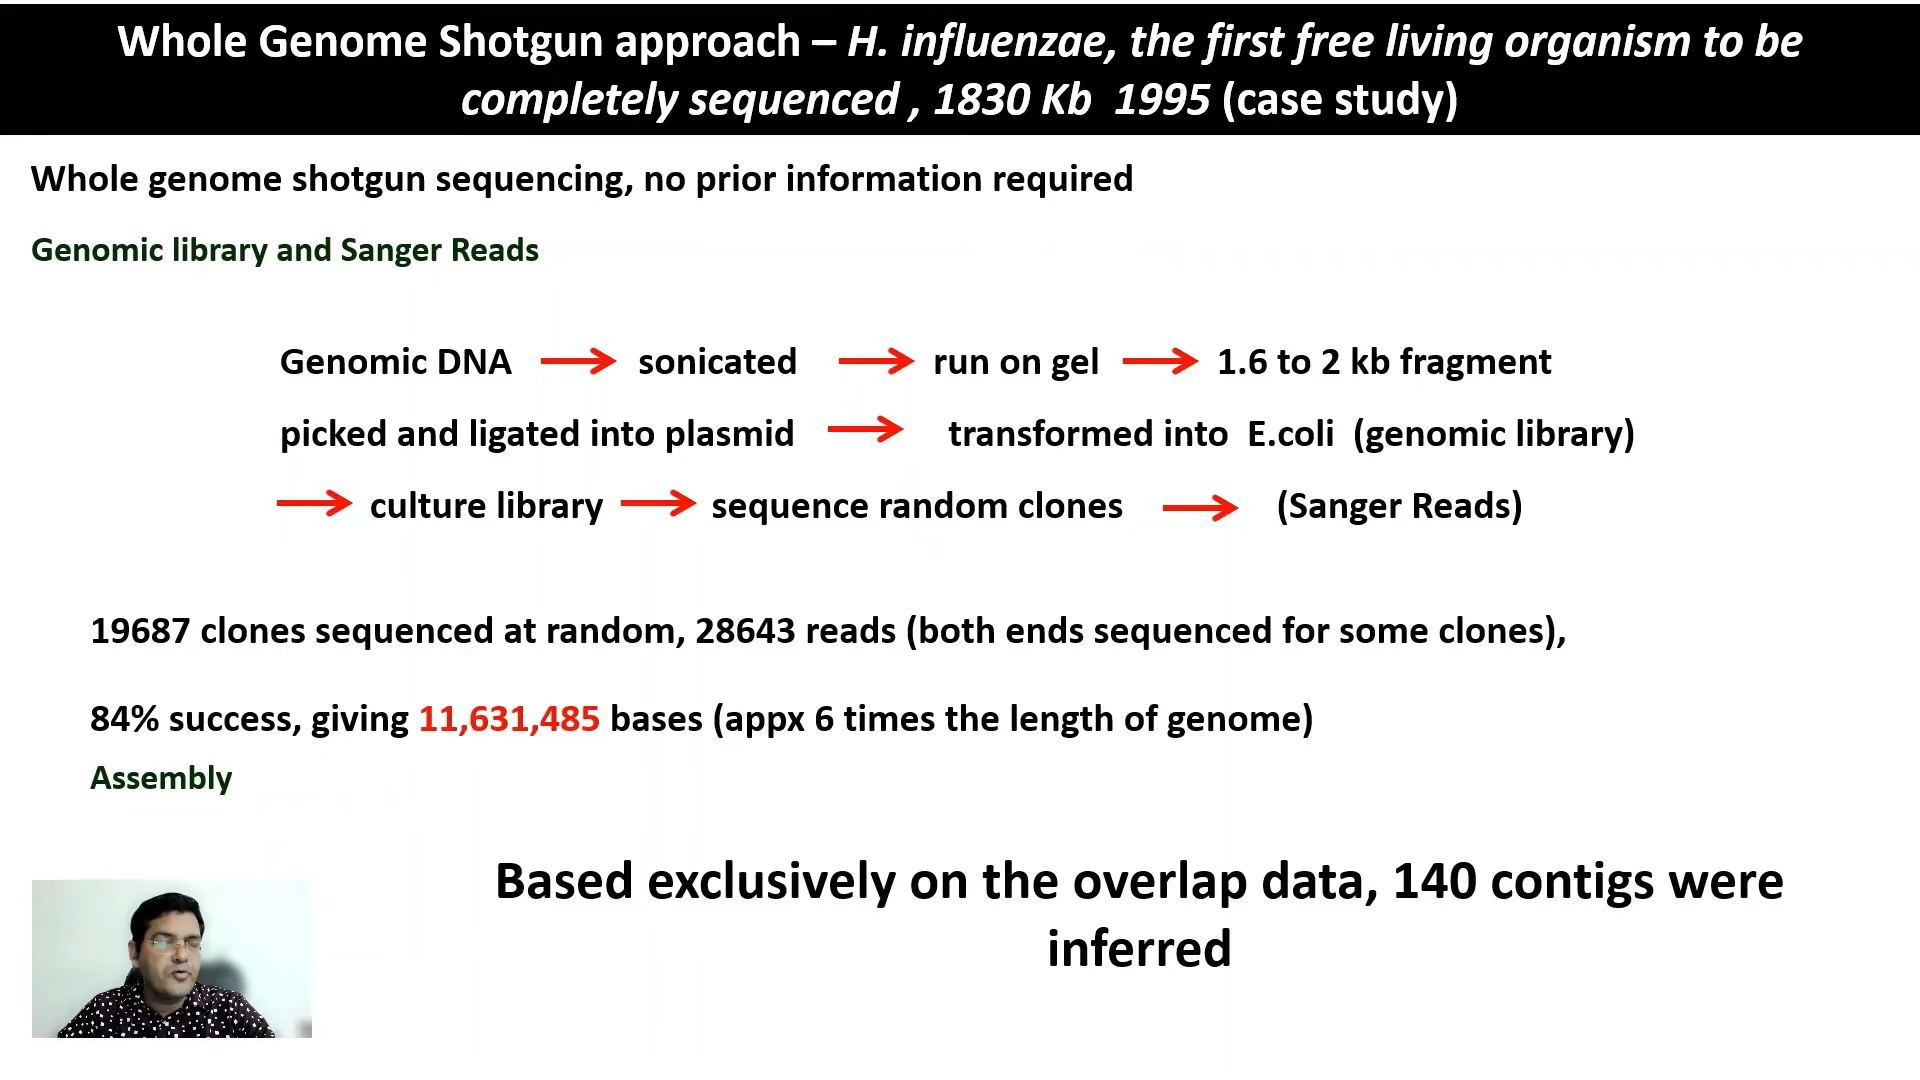 Whole Genome Shotgun approach – H. influenzae, the first free living organism to be
completely sequenced , 1830 Kb 1995 (case study)
Whole genome shotgun sequencing, no prior information required
Genomic library and Sanger Reads
Genomic DNA → sonicated → run on gel → 1.6 to 2 kb fragment
picked and ligated into plasmid → transformed into E.coli (genomic library)
→ culture library → sequence random clones → (Sanger Reads)
19687 clones sequenced at random, 28643 reads (both ends sequenced for some clones),
84% success, giving 11,631,485 bases (appx 6 times the length of genome)
Assembly
Based exclusively on the overlap data, 140 contigs were
inferred